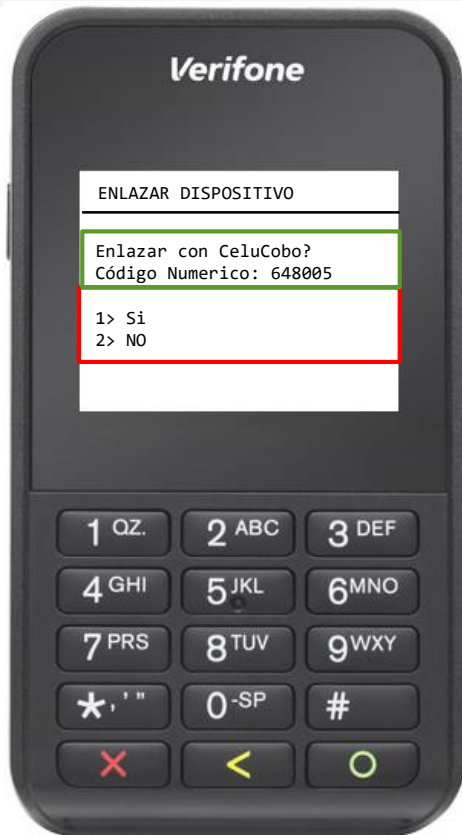 Verifone
ENLAZAR DISPOSITIVO
Enlazar con CeluCobo?
Código Numerico: 648005
1> Si
2> NO
1 QZ. 2 ABC 3 DEF
4 GHI 5 JKL 6 MNO
7 PRS 8 TUV 9 WXY
*,'" 0 -SP #
X < O